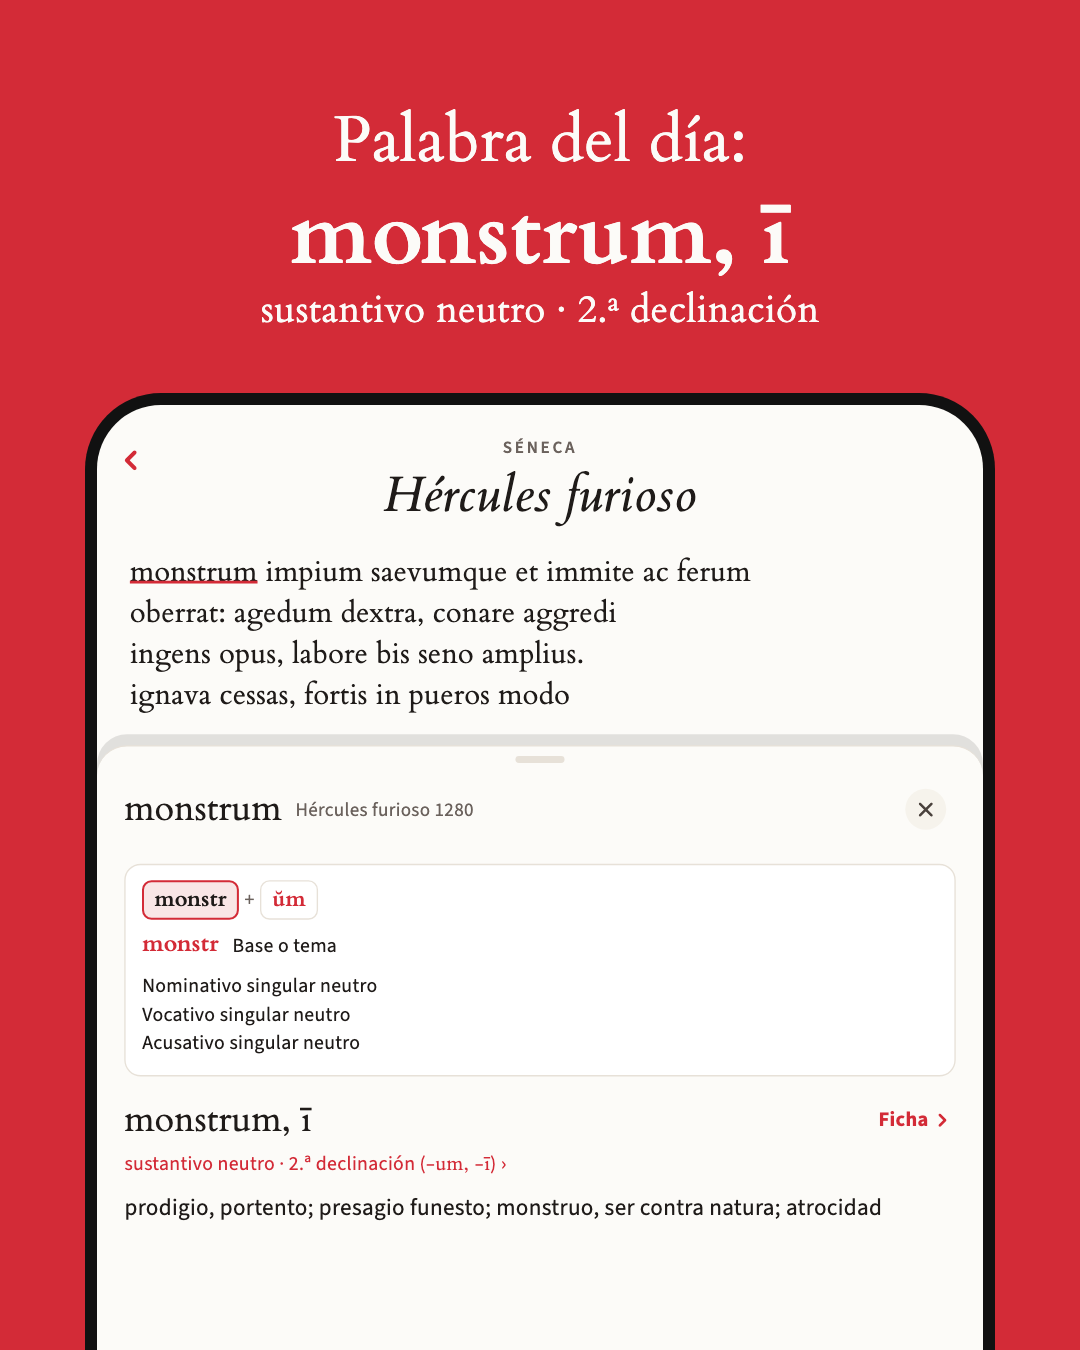 Palabra del día:
monstrum, ī
sustantivo neutro · 2.ª declinación
SÉNECA
Hércules furioso
monstrum impium saevumque et immite ac ferum
oberrat: agedum dextra, conare aggredi
ingens opus, labore bis seno amplius.
ignava cessas, fortis in pueros modo
monstrum Hércules furioso 1280
monstr + ŭm
monstr Base o tema
Nominativo singular neutro
Vocativo singular neutro
Acusativo singular neutro
monstrum, ī Ficha ›
sustantivo neutro · 2.ª declinación (-um, -ī) ›
prodigio, portento; presagio funesto; monstruo, ser contra natura; atrocidad